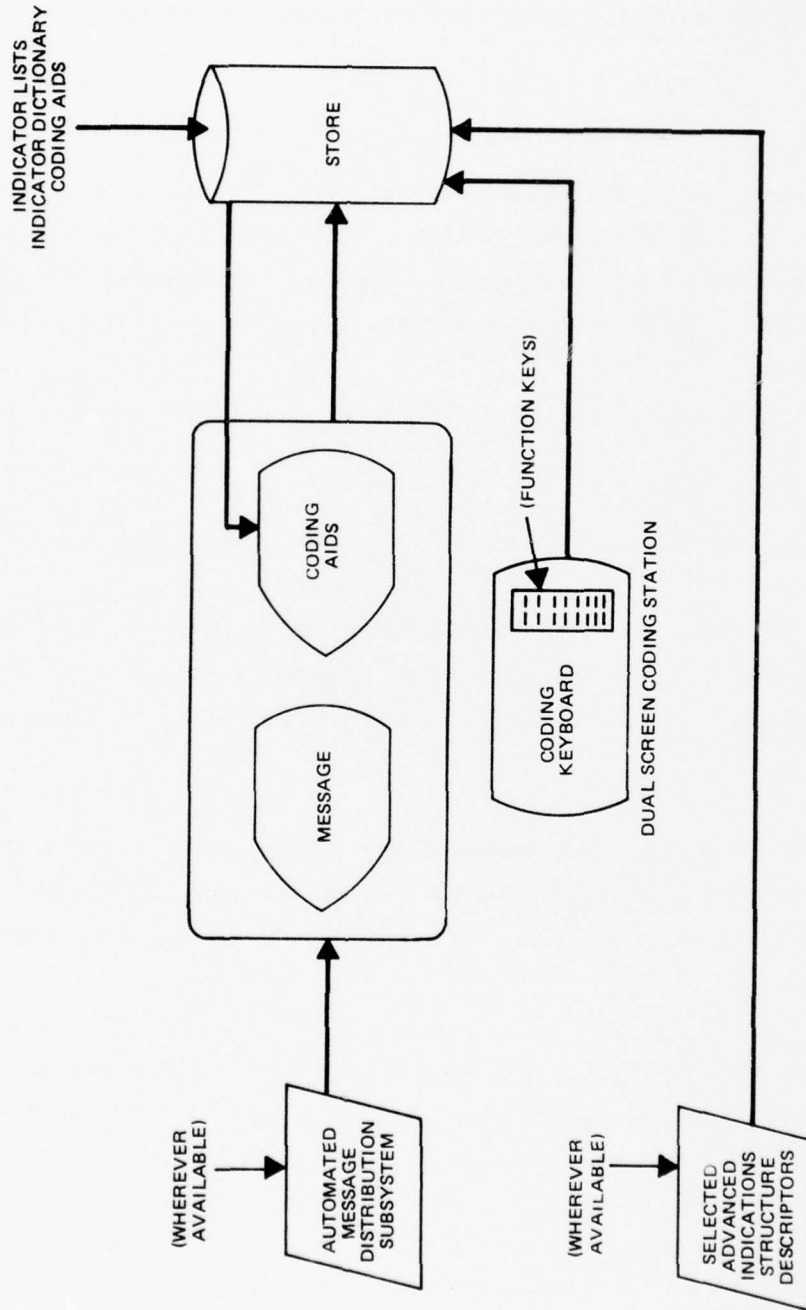 INDICATOR LISTS
INDICATOR DICTIONARY
CODING AIDS
STORE
(FUNCTION KEYS)
CODING
AIDS
MESSAGE
CODING
KEYBOARD
DUAL SCREEN CODING STATION
(WHEREVER
AVAILABLE)
AUTOMATED
MESSAGE
DISTRIBUTION
SUBSYSTEM
(WHEREVER
AVAILABLE)
SELECTED
ADVANCED
INDICATIONS
STRUCTURE
DESCRIPTORS